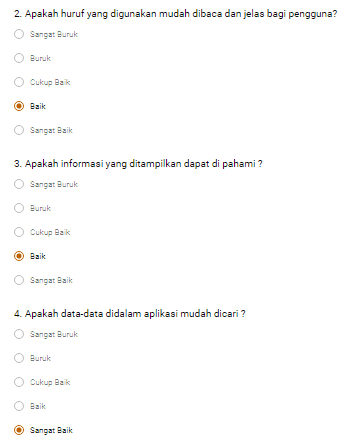 2. Apakah huruf yang digunakan mudah dibaca dan jelas bagi pengguna?
Sangat Buruk
Buruk
Cukup Baik
Baik
Sangat Baik
3. Apakah informasi yang ditampilkan dapat di pahami ?
Sangat Buruk
Buruk
Cukup Baik
Baik
Sangat Baik
4. Apakah data-data didalam aplikasi mudah dicari ?
Sangat Buruk
Buruk
Cukup Baik
Baik
Sangat Baik